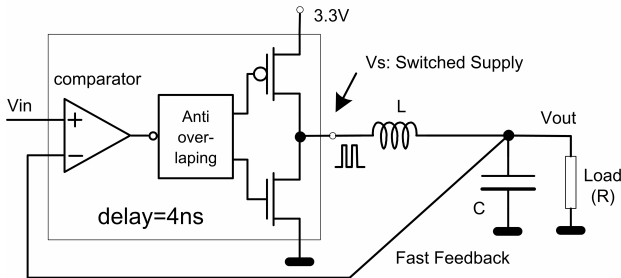 3.3V
comparator
Vs: Switched Supply
Vin
+
−
Anti
over-
laping
L
Vout
Load
(R)
C
delay=4ns
Fast Feedback